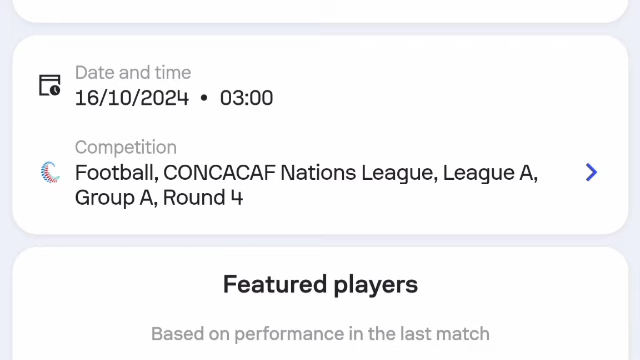 Date and time
16/10/2024 • 03:00
Competition
Football, CONCACAF Nations League, League A,
Group A, Round 4
Featured players
Based on performance in the last match